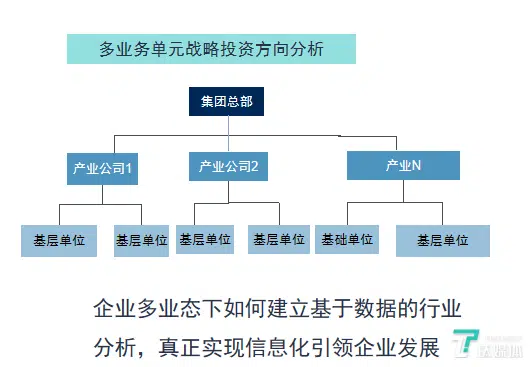 多业务单元战略投资方向分析
集团总部
产业公司1
产业公司2
产业N
基层单位
基层单位
基层单位
基层单位
基础单位
基层单位
企业多业态下如何建立基于数据的行业
分析，真正实现信息化引领企业发展
钛媒体